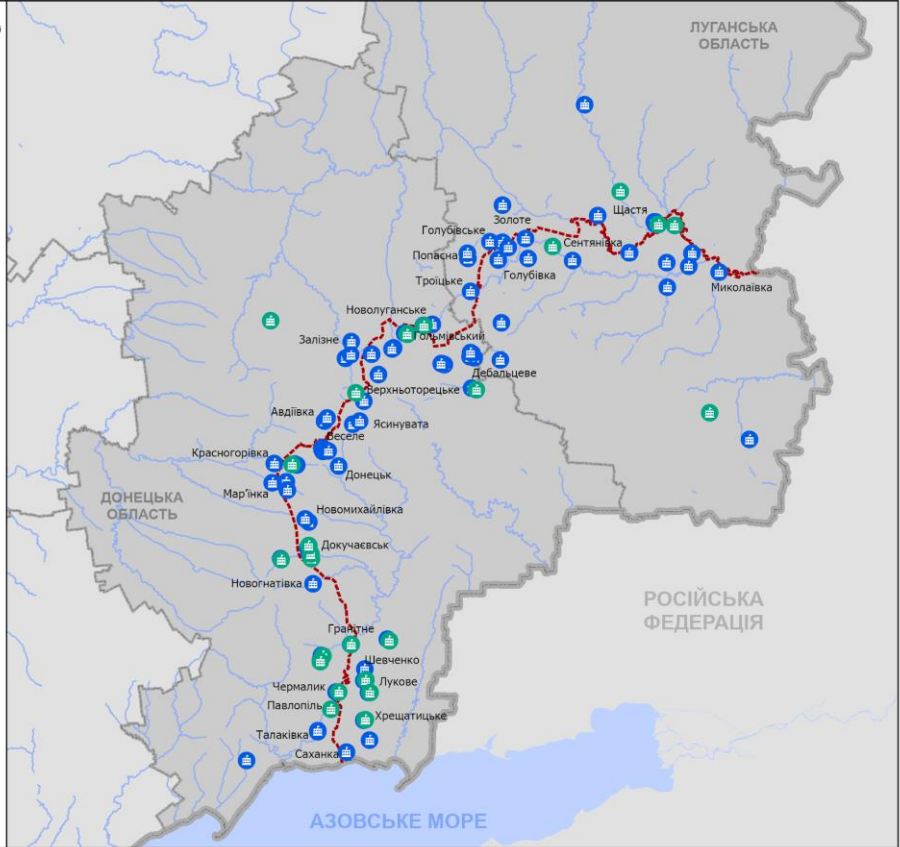 ЛУГАНСЬКА
ОБЛАСТЬ
Щастя
Золоте
Голубівське
Сентянівка
Попасна
Голубівка
Троїцьке
Миколаївка
Новолуганське
Гольмівський
Залізне
Дебальцеве
Верхньоторецьке
Авдіївка
Ясинувата
Веселе
Красногорівка
Донецьк
Мар'їнка
ДОНЕЦЬКА
ОБЛАСТЬ
Новомихайлівка
Докучаєвськ
Новогнатівка
РОСІЙСЬКА
ФЕДЕРАЦІЯ
Гранітне
Шевченко
Лукове
Чермалик
Павлопіль
Хрещатицьке
Талаківка
Саханка
АЗОВСЬКЕ МОРЕ